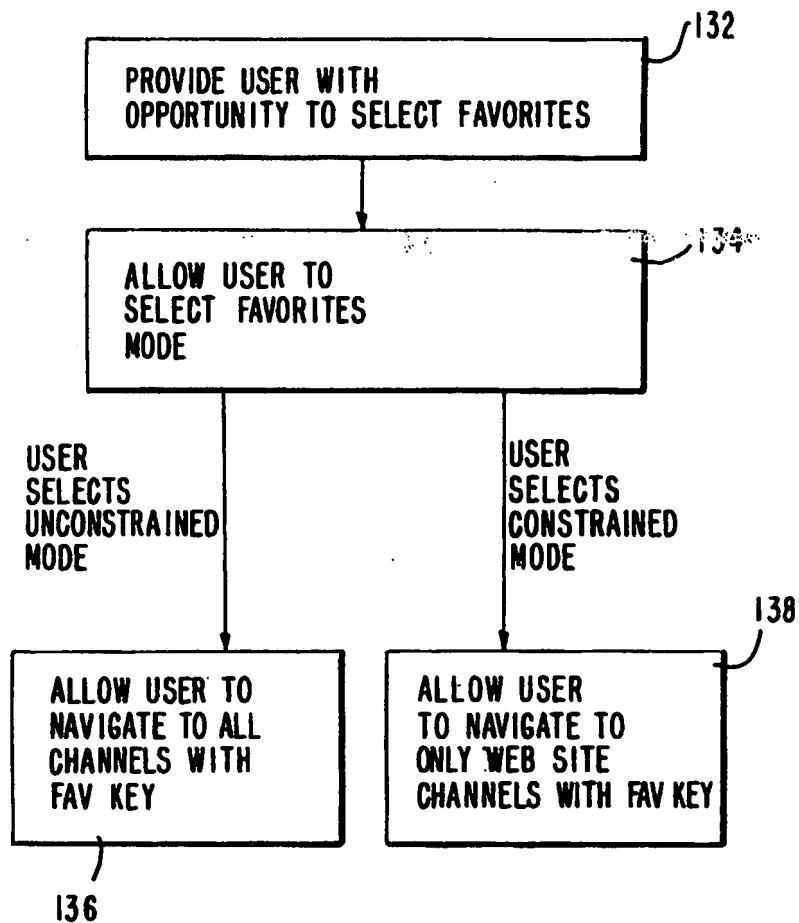 132
PROVIDE USER WITH
OPPORTUNITY TO SELECT FAVORITES
134
ALLOW USER TO
SELECT FAVORITES
MODE
USER
SELECTS
UNCONSTRAINED
MODE
USER
SELECTS
CONSTRAINED
MODE
138
ALLOW USER TO
NAVIGATE TO ALL
CHANNELS WITH
FAV KEY
ALLOW USER
TO NAVIGATE TO
ONLY WEB SITE
CHANNELS WITH FAV KEY
136